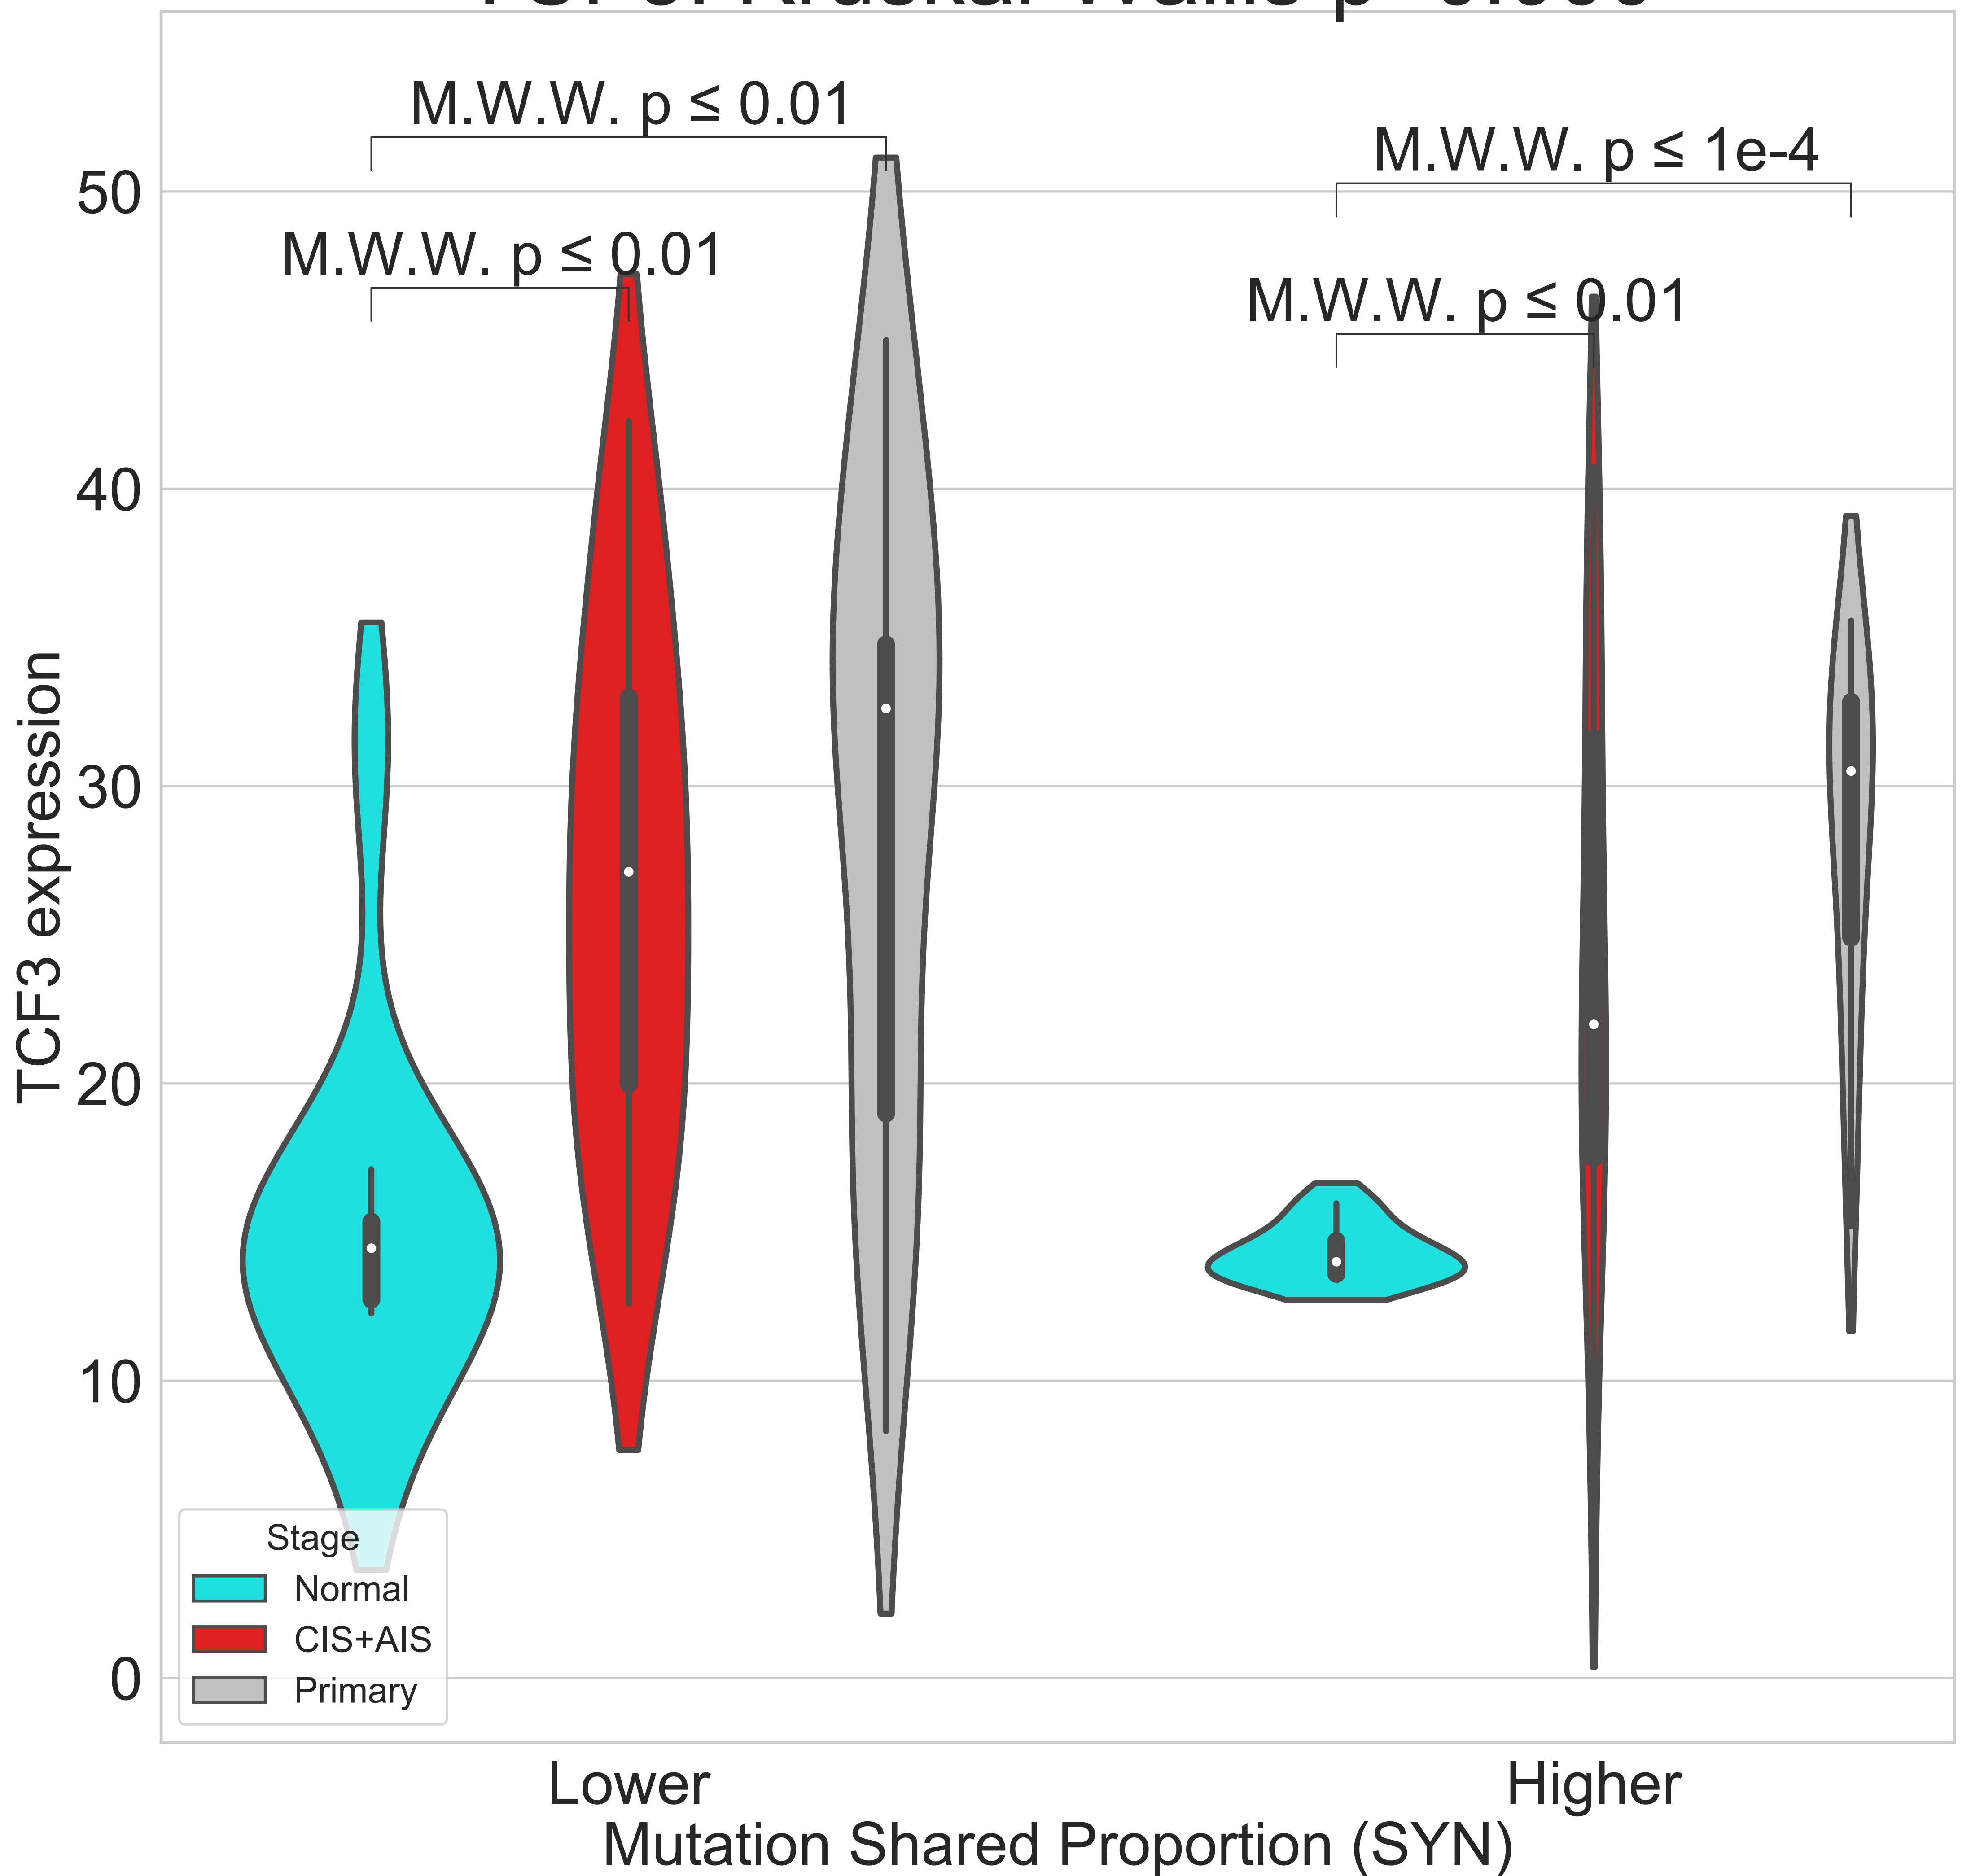 M.W.W. p ≤ 0.01
M.W.W. p ≤ 1e-4
M.W.W. p ≤ 0.01
M.W.W. p ≤ 0.01
50
40
30
20
10
0
TCF3 expression
Stage
Normal
CIS+AIS
Primary
Lower
Higher
Mutation Shared Proportion (SYN)